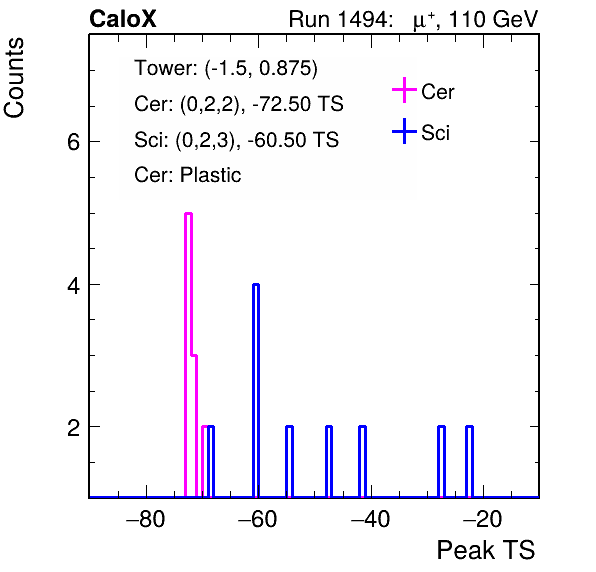 CaloX Run 1494: μ⁺, 110 GeV
Counts
Tower: (-1.5, 0.875)
Cer: (0,2,2), -72.50 TS
Sci: (0,2,3), -60.50 TS
Cer: Plastic
Cer
Sci
6
4
2
−80 −60 −40 −20
Peak TS